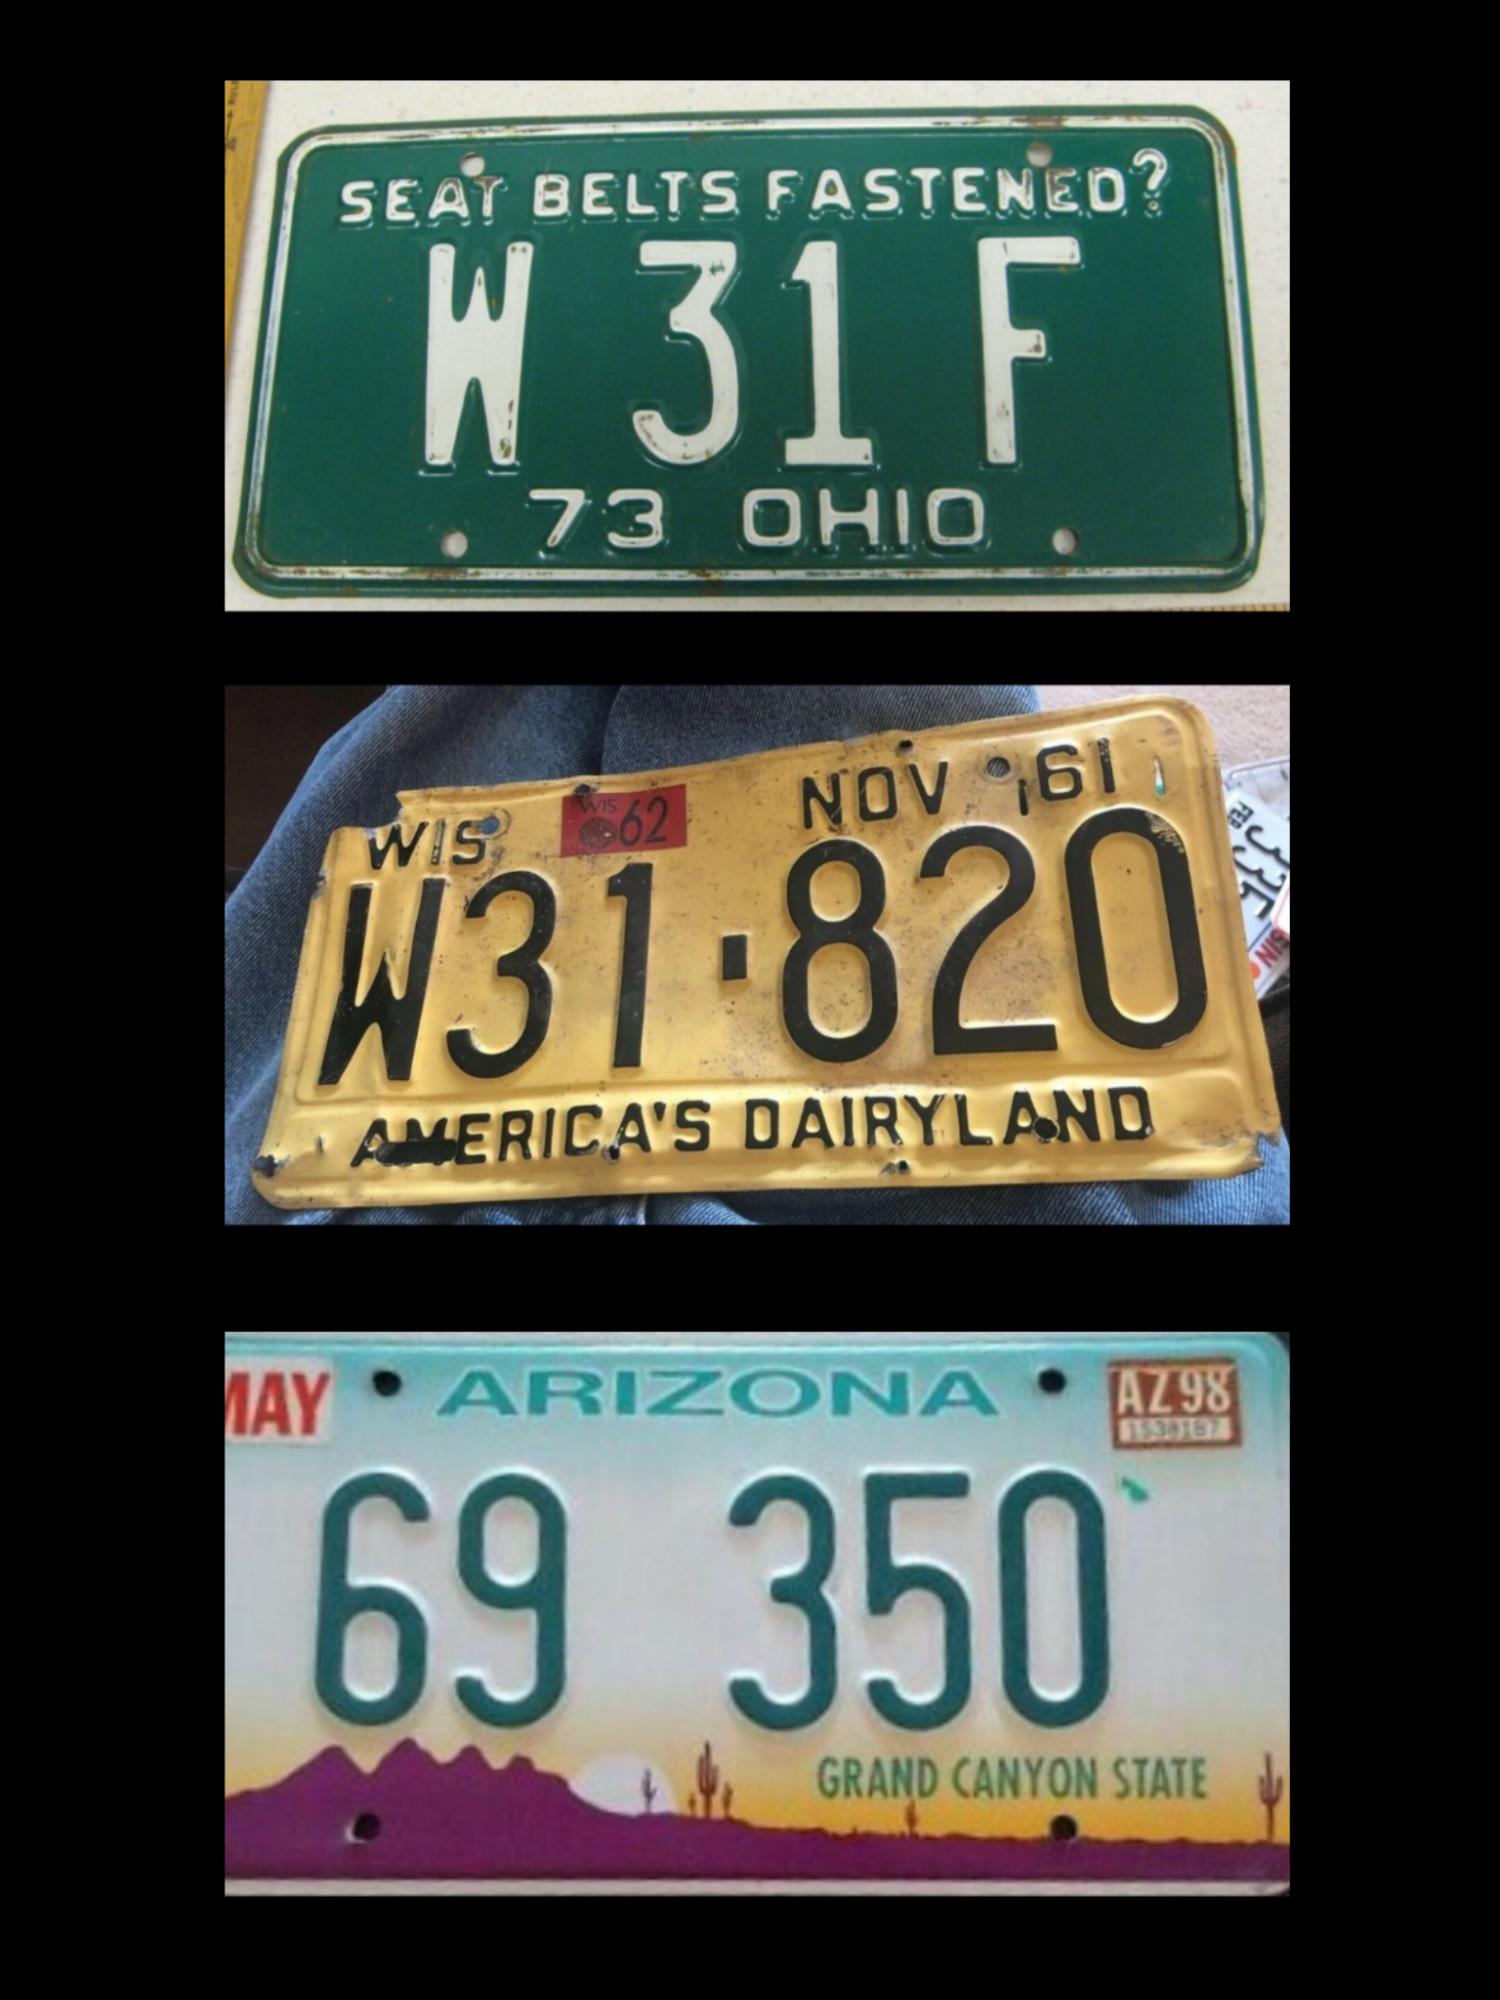 SEAT BELTS FASTENED?
W 31 F
73 OHIO
WIS
WIS 62
NOV 61
W31-820
AMERICA'S DAIRYLAND
MAY
ARIZONA
AZ 98
69 350
GRAND CANYON STATE